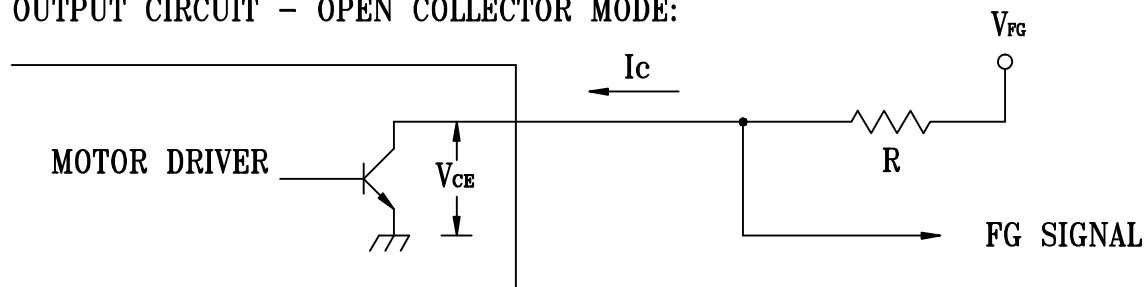 OUTPUT CIRCUIT – OPEN COLLECTOR MODE:
VFG
Ic
MOTOR DRIVER
VCE
R
FG SIGNAL